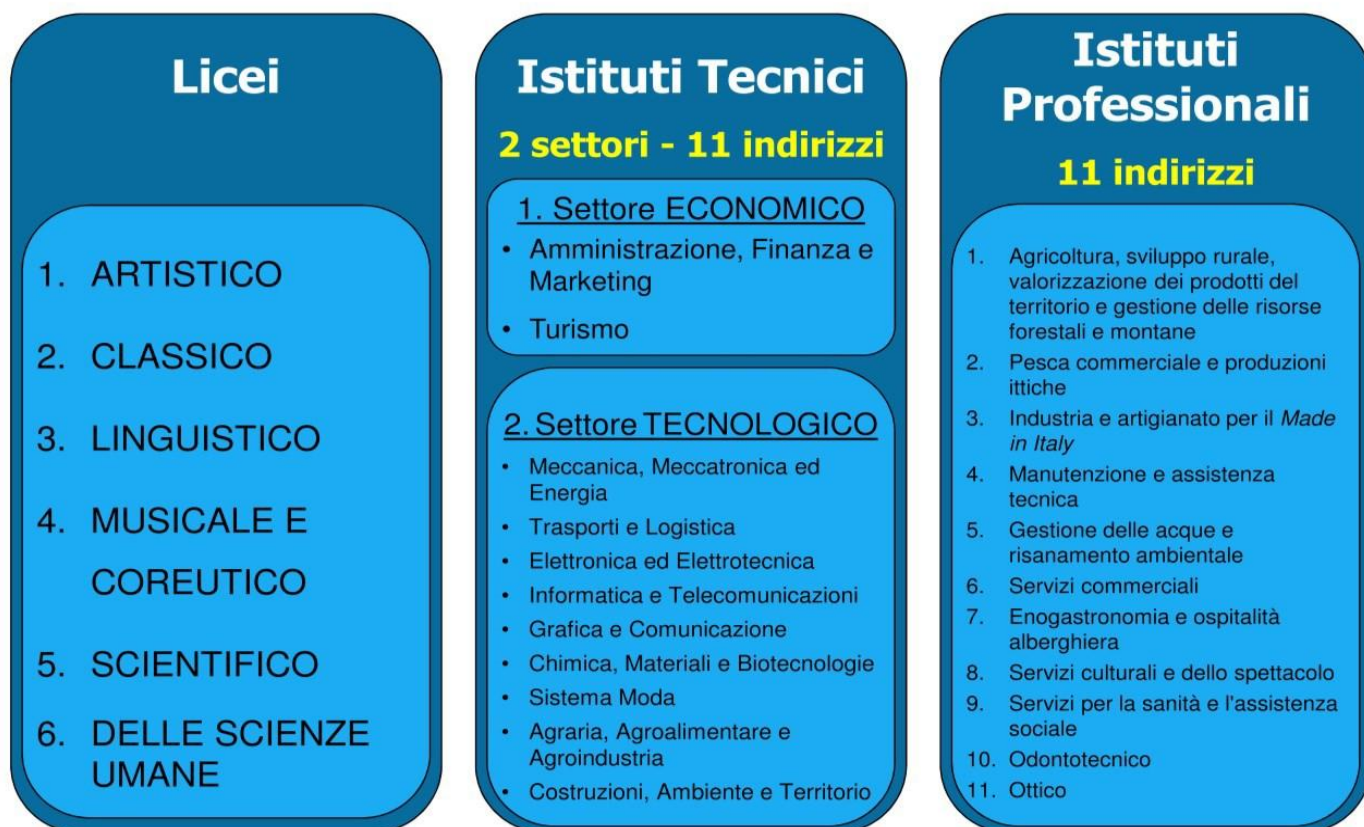 Licei
1. ARTISTICO
2. CLASSICO
3. LINGUISTICO
4. MUSICALE E
COREUTICO
5. SCIENTIFICO
6. DELLE SCIENZE
UMANE
Istituti Tecnici
2 settori - 11 indirizzi
1. Settore ECONOMICO
• Amministrazione, Finanza e
Marketing
• Turismo
2. Settore TECNOLOGICO
• Meccanica, Meccatronica ed
Energia
• Trasporti e Logistica
• Elettronica ed Elettrotecnica
• Informatica e Telecomunicazioni
• Grafica e Comunicazione
• Chimica, Materiali e Biotecnologie
• Sistema Moda
• Agraria, Agroalimentare e
Agroindustria
• Costruzioni, Ambiente e Territorio
Istituti
Professionali
11 indirizzi
1. Agricoltura, sviluppo rurale,
valorizzazione dei prodotti del
territorio e gestione delle risorse
forestali e montane
2. Pesca commerciale e produzioni
ittiche
3. Industria e artigianato per il Made
in Italy
4. Manutenzione e assistenza
tecnica
5. Gestione delle acque e
risanamento ambientale
6. Servizi commerciali
7. Enogastronomia e ospitalità
alberghiera
8. Servizi culturali e dello spettacolo
9. Servizi per la sanità e l'assistenza
sociale
10. Odontotecnico
11. Ottico